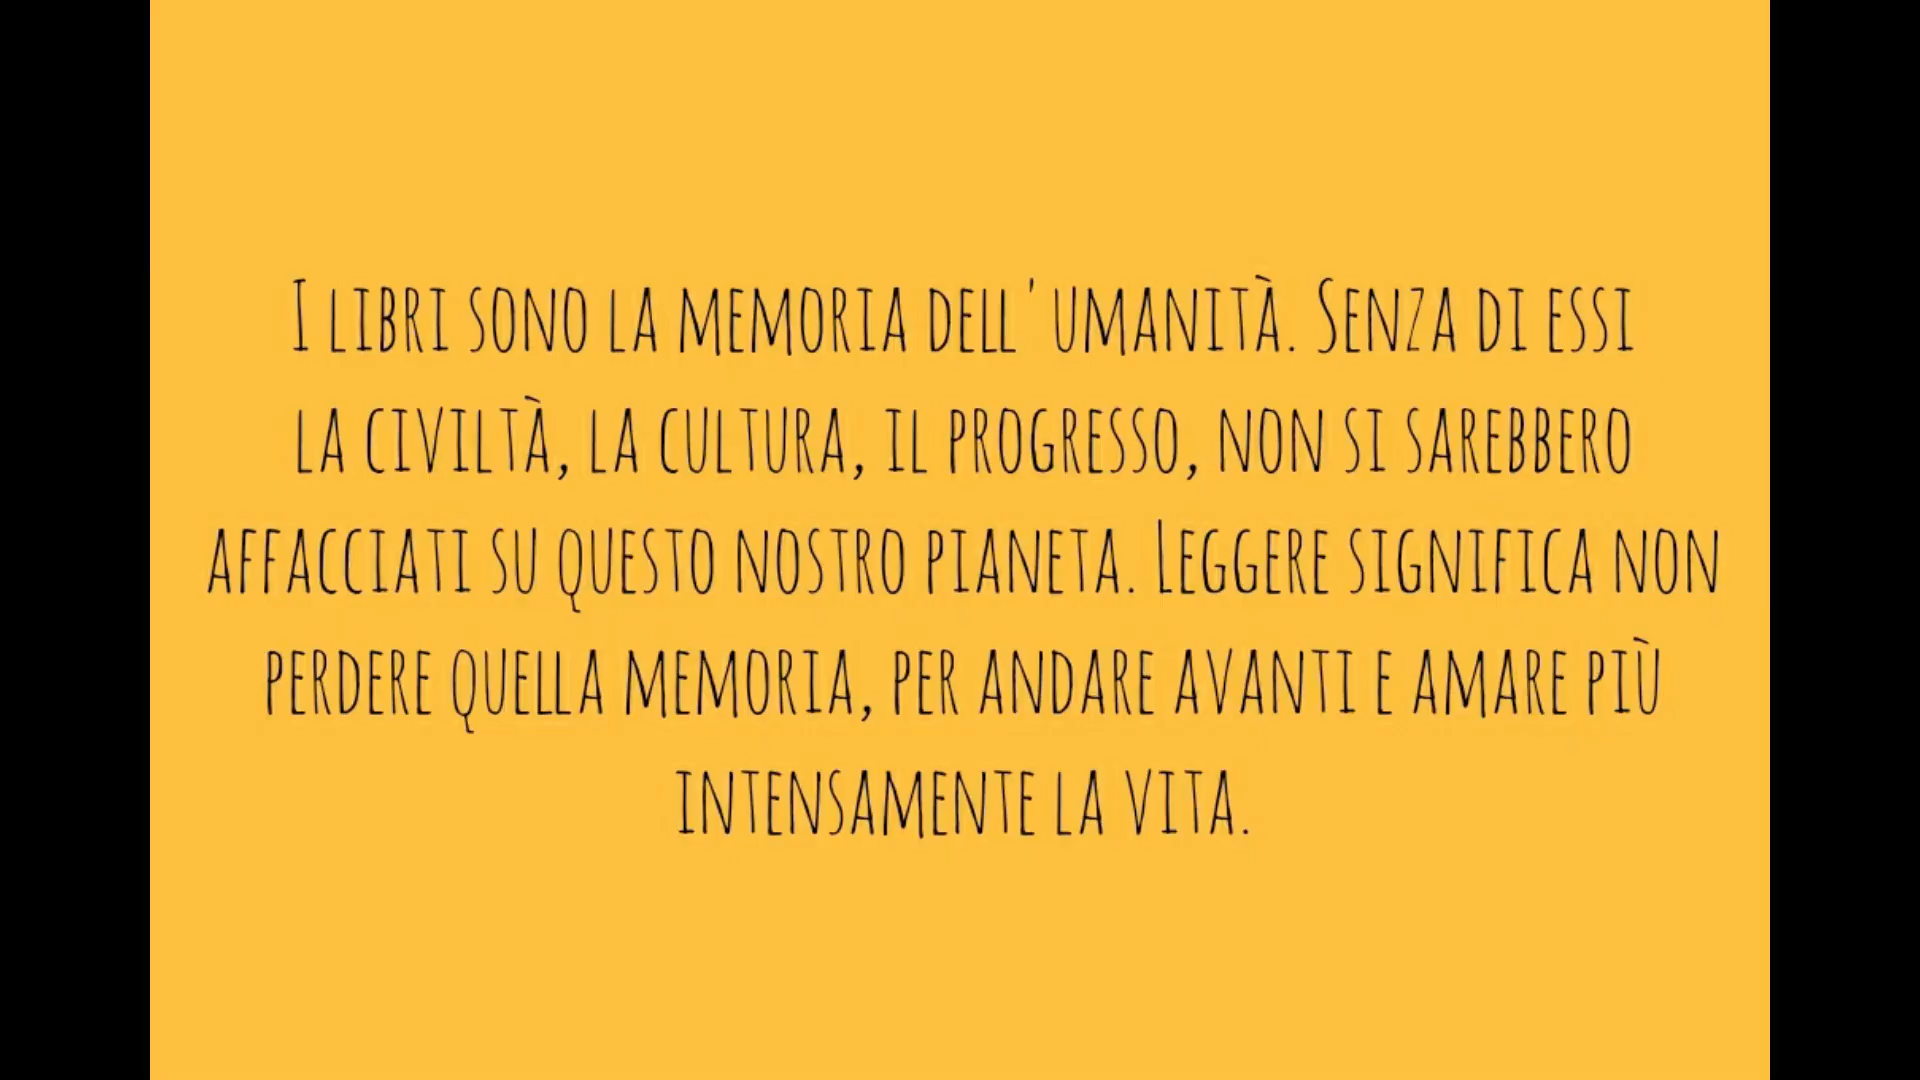 I libri sono la memoria dell'umanità. Senza di essi
la civiltà, la cultura, il progresso, non si sarebbero
affacciati su questo nostro pianeta. Leggere significa non
perdere quella memoria, per andare avanti e amare più
intensamente la vita.